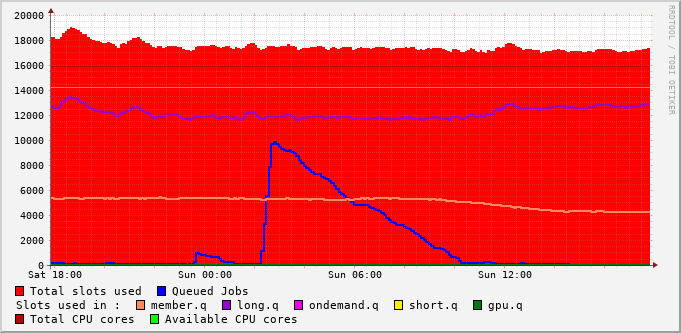 20000
18000
16000
14000
12000
10000
8000
6000
4000
2000
0
Sat 18:00 Sun 00:00 Sun 06:00 Sun 12:00
RRDTOOL / TOBI OETIKER
Total slots used Queued Jobs
Slots used in : member.q long.q ondemand.q short.q gpu.q
Total CPU cores Available CPU cores